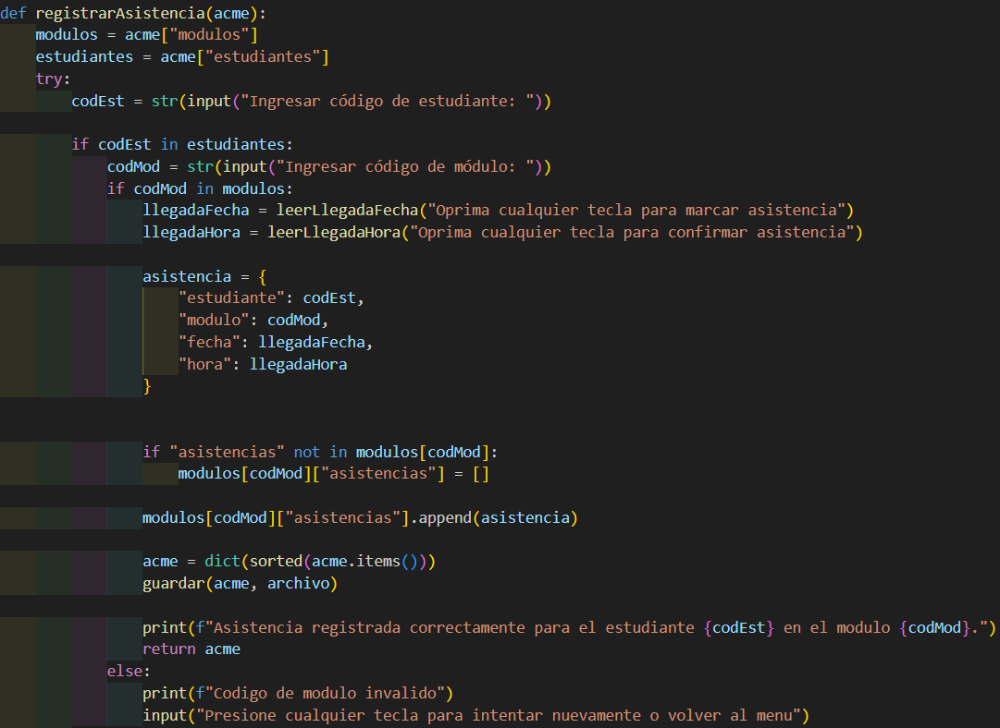 def registrarAsistencia(acme):
    modulos = acme["modulos"]
    estudiantes = acme["estudiantes"]
    try:
        codEst = str(input("Ingresar código de estudiante: "))
        if codEst in estudiantes:
            codMod = str(input("Ingresar código de módulo: "))
            if codMod in modulos:
                llegadaFecha = leerLlegadaFecha("Oprima cualquier tecla para marcar asistencia")
                llegadaHora = leerLlegadaHora("Oprima cualquier tecla para confirmar asistencia")
                asistencia = {
                    "estudiante": codEst,
                    "modulo": codMod,
                    "fecha": llegadaFecha,
                    "hora": llegadaHora
                }
                if "asistencias" not in modulos[codMod]:
                    modulos[codMod]["asistencias"] = []
                modulos[codMod]["asistencias"].append(asistencia)
                acme = dict(sorted(acme.items()))
                guardar(acme, archivo)
                print(f"Asistencia registrada correctamente para el estudiante {codEst} en el modulo {codMod}.")
                return acme
            else:
                print(f"Codigo de modulo invalido")
                input("Presione cualquier tecla para intentar nuevamente o volver al menu")